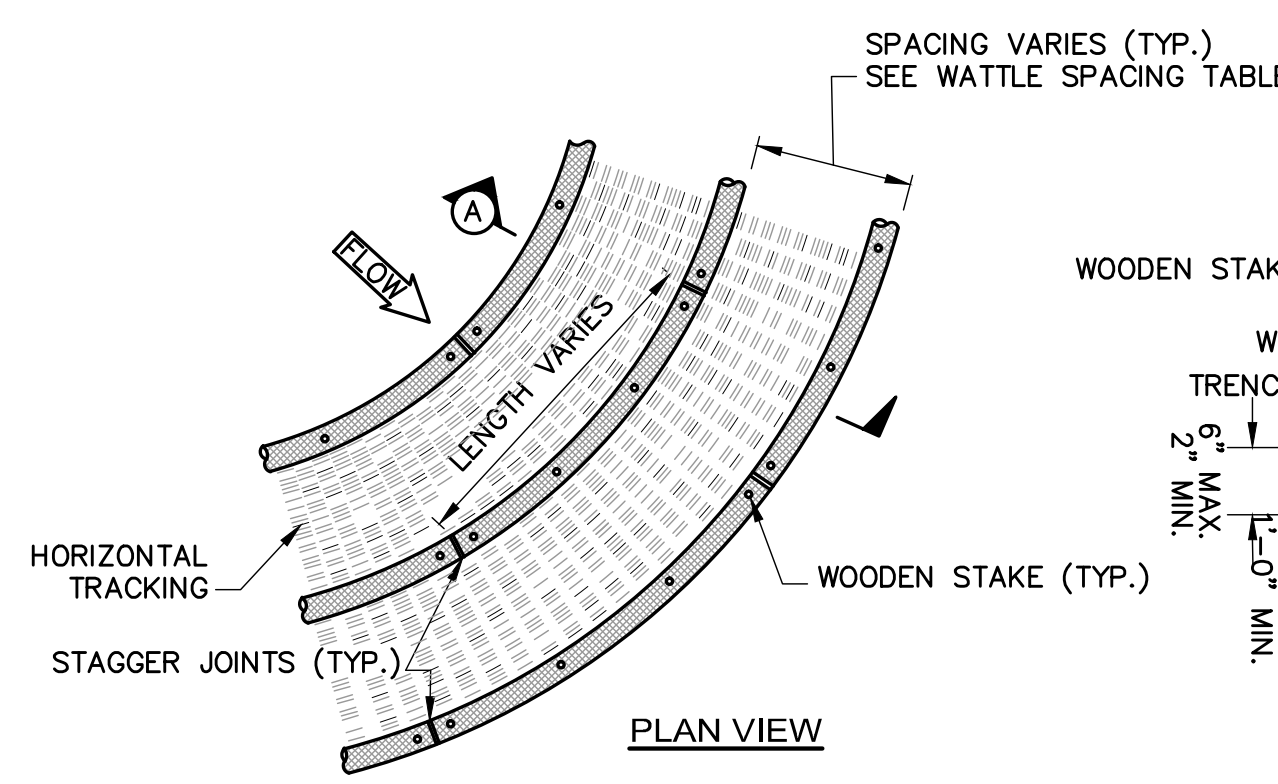 SPACING VARIES (TYP.)
SEE WATTLE SPACING TABLE
A
FLOW
LENGTH VARIES
HORIZONTAL
TRACKING
STAGGER JOINTS (TYP.)
WOODEN STAKE (TYP.)
PLAN VIEW
WOODEN STAK
W
TRENC
6" MAX.
2" MIN.
1'-0" MIN.